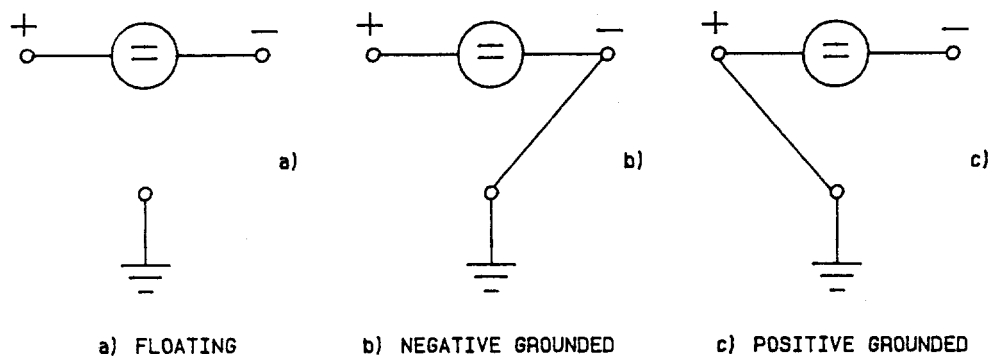 + = −
+ = −
+ = −
a)
b)
c)
a) FLOATING
b) NEGATIVE GROUNDED
c) POSITIVE GROUNDED